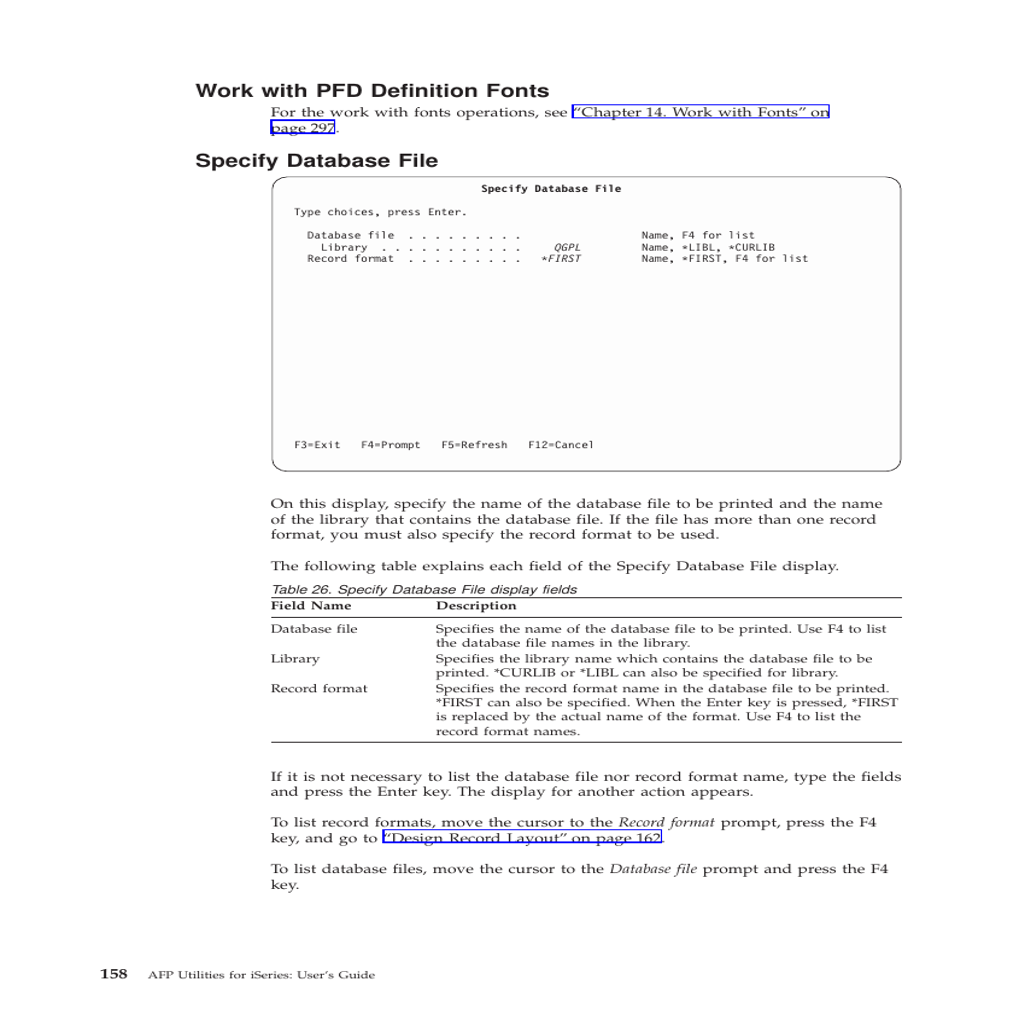 Work with PFD Definition Fonts
For the work with fonts operations, see “Chapter 14. Work with Fonts” on
page 297.
Specify Database File
Specify Database File
Type choices, press Enter.
Database file . . . . . . . . . Name, F4 for list
Library . . . . . . . . . . . QGPL Name, *LIBL, *CURLIB
Record format . . . . . . . . . *FIRST Name, *FIRST, F4 for list
F3=Exit F4=Prompt F5=Refresh F12=Cancel
On this display, specify the name of the database file to be printed and the name
of the library that contains the database file. If the file has more than one record
format, you must also specify the record format to be used.
The following table explains each field of the Specify Database File display.
Table 26. Specify Database File display fields
Field Name Description
Database file Specifies the name of the database file to be printed. Use F4 to list
the database file names in the library.
Library Specifies the library name which contains the database file to be
printed. *CURLIB or *LIBL can also be specified for library.
Record format Specifies the record format name in the database file to be printed.
*FIRST can also be specified. When the Enter key is pressed, *FIRST
is replaced by the actual name of the format. Use F4 to list the
record format names.
If it is not necessary to list the database file nor record format name, type the fields
and press the Enter key. The display for another action appears.
To list record formats, move the cursor to the Record format prompt, press the F4
key, and go to “Design Record Layout” on page 162.
To list database files, move the cursor to the Database file prompt and press the F4
key.
158 AFP Utilities for iSeries: User’s Guide